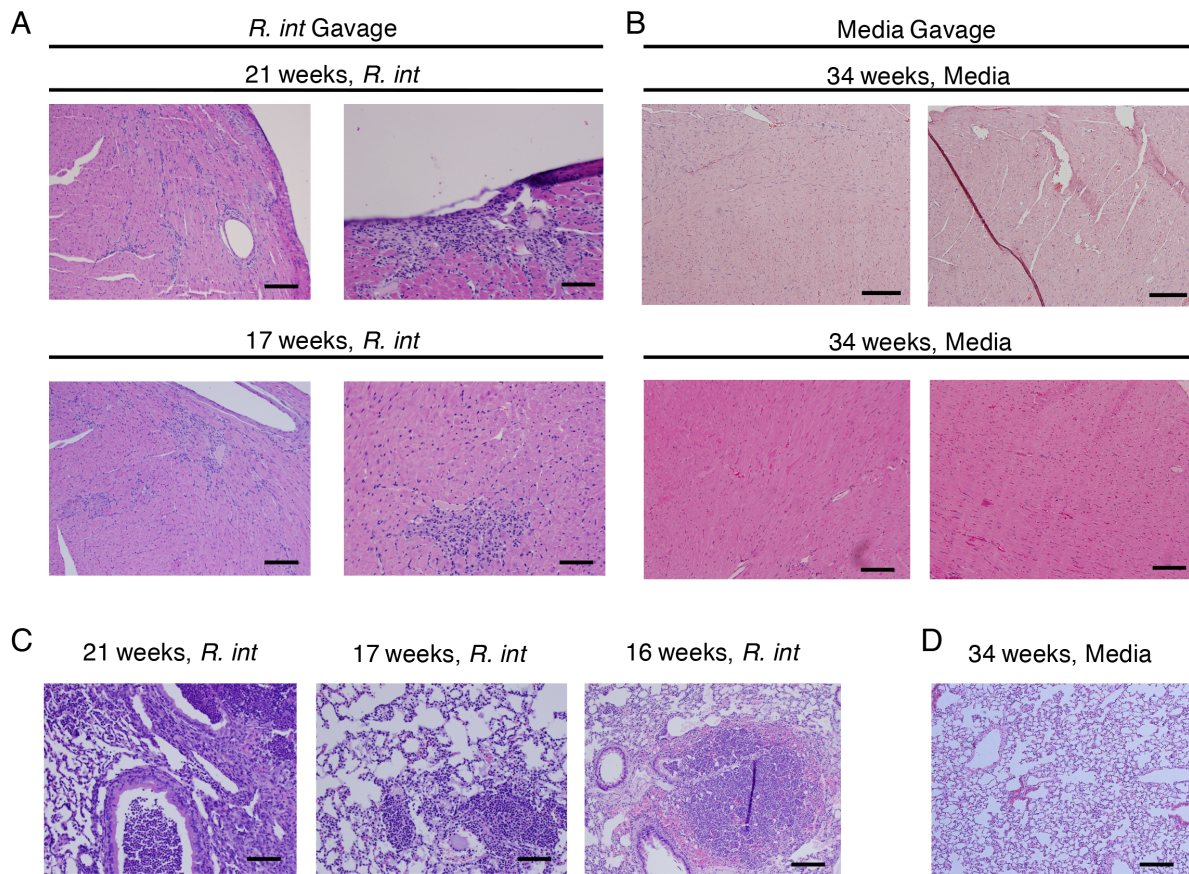 A
R. int Gavage
21 weeks, R. int
17 weeks, R. int
B
Media Gavage
34 weeks, Media
34 weeks, Media
C
21 weeks, R. int
17 weeks, R. int
16 weeks, R. int
D
34 weeks, Media